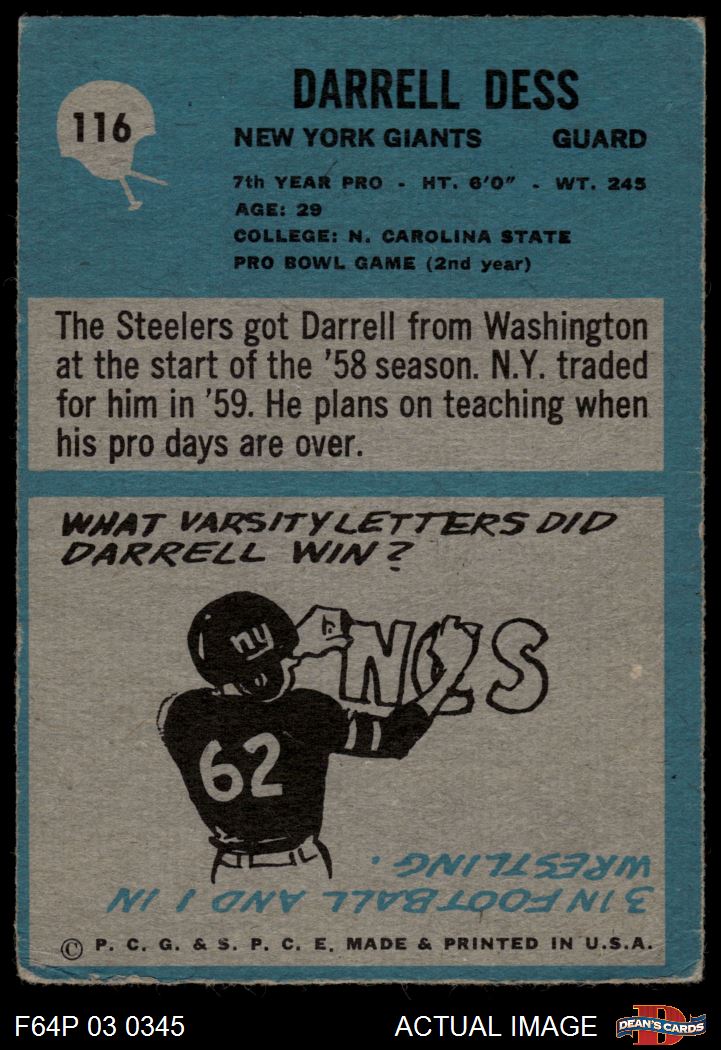 116
DARRELL DESS
NEW YORK GIANTS GUARD
7th YEAR PRO - HT. 6'0" - WT. 245
AGE: 29
COLLEGE: N. CAROLINA STATE
PRO BOWL GAME (2nd year)
The Steelers got Darrell from Washington
at the start of the '58 season. N.Y. traded
for him in '59. He plans on teaching when
his pro days are over.
WHAT VARSITY LETTERS DID
DARRELL WIN?
ny
NCS
62
3 IN FOOTBALL AND 1 IN
WRESTLING.
© P. C. G. & S. P. C. E. MADE & PRINTED IN U.S.A.
F64P 03 0345 ACTUAL IMAGE
D
DEAN'S CARDS